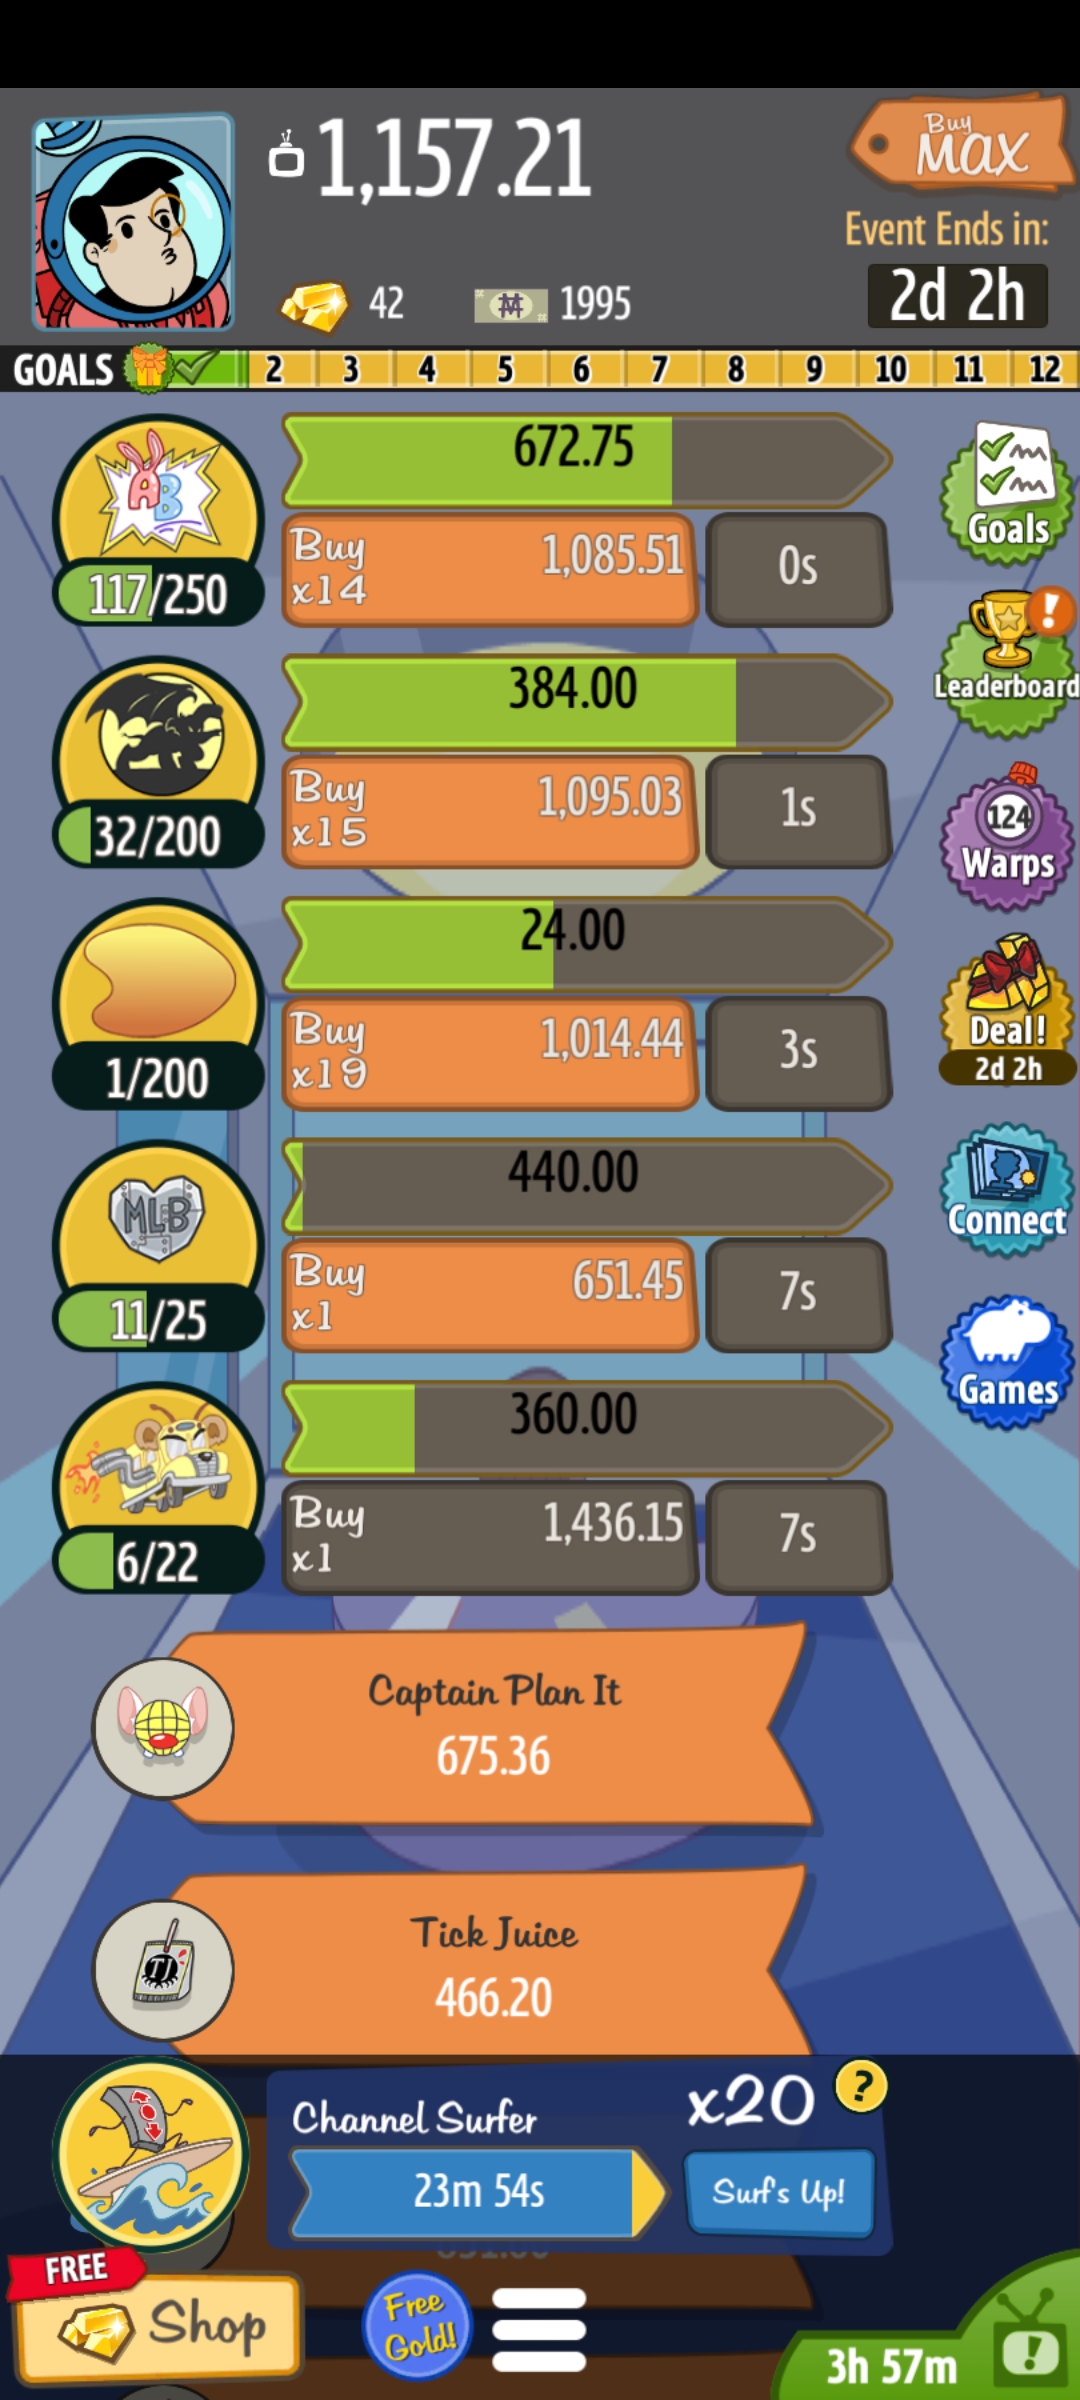 1,157.21
Buy
MAX
Event Ends in:
2d 2h
42
1995
GOALS 2 3 4 5 6 7 8 9 10 11 12
AB
117/250
672.75
Buy
x14
1,085.51
0s
Goals
32/200
384.00
Buy
x15
1,095.03
1s
!
Leaderboard
1/200
24.00
Buy
x19
1,014.44
3s
124
Warps
MLB
11/25
440.00
Buy
x1
651.45
7s
Deal!
2d 2h
6/22
360.00
Buy
x1
1,436.15
7s
Connect
Games
Captain Plan It
675.36
TJ
Tick Juice
466.20
Channel Surfer
x20
?
23m 54s
Surf's Up!
FREE
Shop
Free
Gold!
3h 57m
!